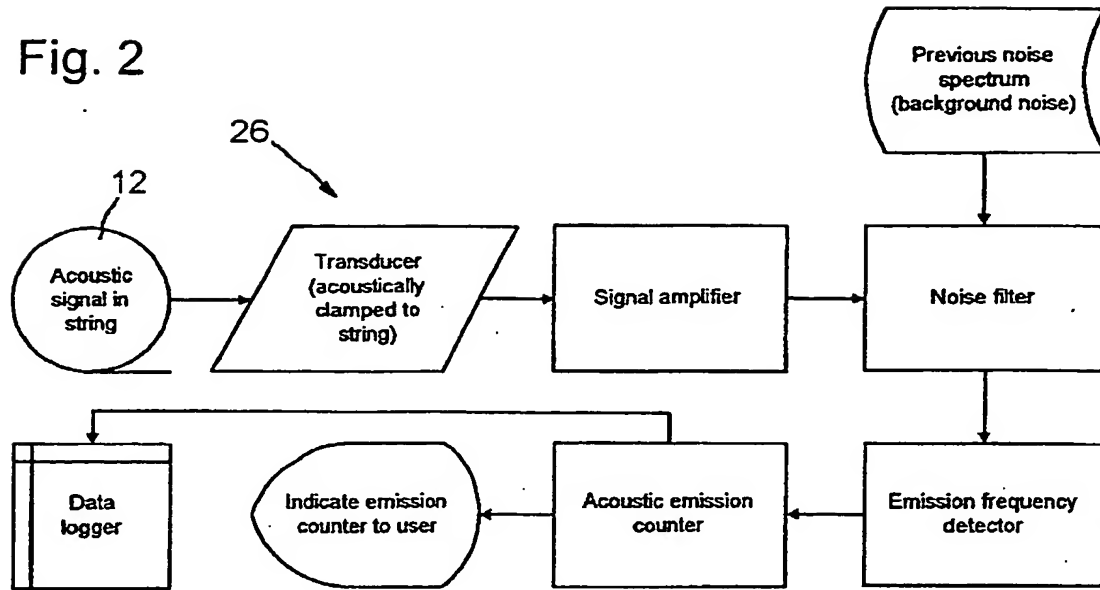 Fig. 2
Previous noise
spectrum
(background noise)
26
12
Acoustic
signal in
string
Transducer
(acoustically
clamped to
string)
Signal amplifier
Noise filter
Data
logger
Indicate emission
counter to user
Acoustic emission
counter
Emission frequency
detector